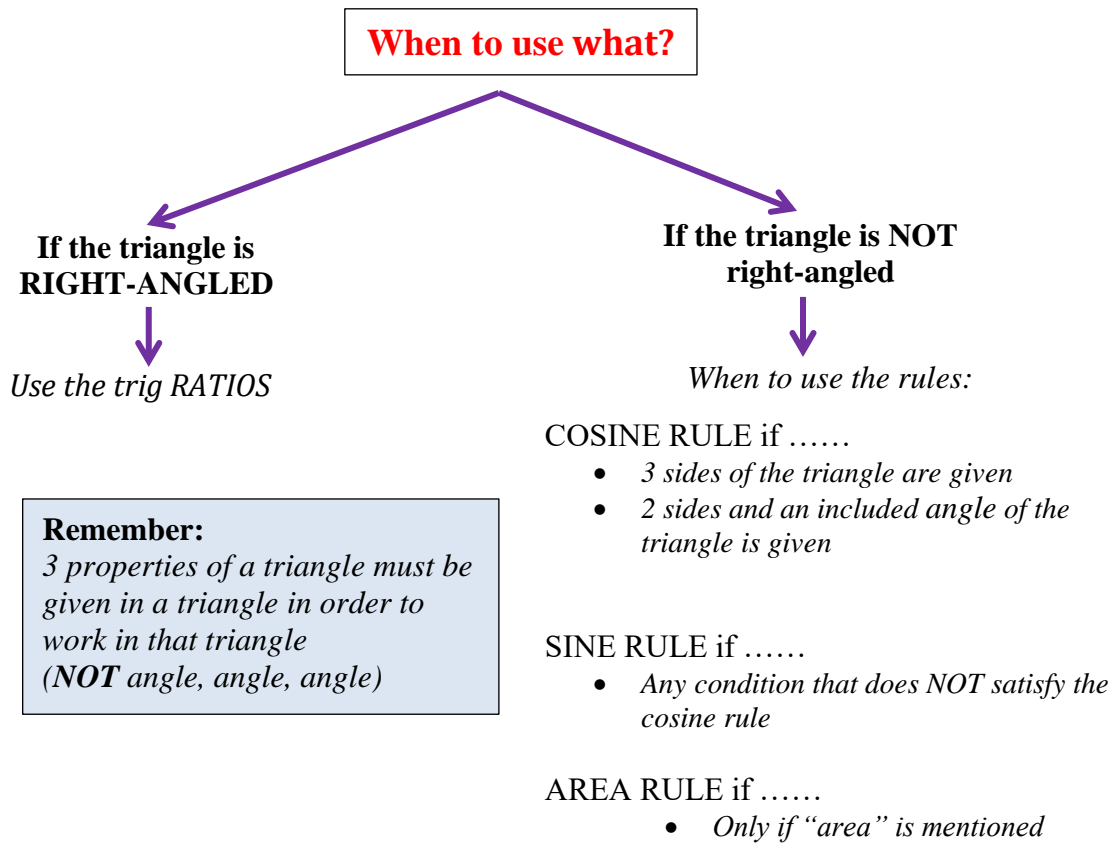 When to use what?
If the triangle is
RIGHT-ANGLED
Use the trig RATIOS
Remember:
3 properties of a triangle must be
given in a triangle in order to
work in that triangle
(NOT angle, angle, angle)
If the triangle is NOT
right-angled
When to use the rules:
COSINE RULE if ……
• 3 sides of the triangle are given
• 2 sides and an included angle of the
triangle is given
SINE RULE if ……
• Any condition that does NOT satisfy the
cosine rule
AREA RULE if ……
• Only if “area” is mentioned